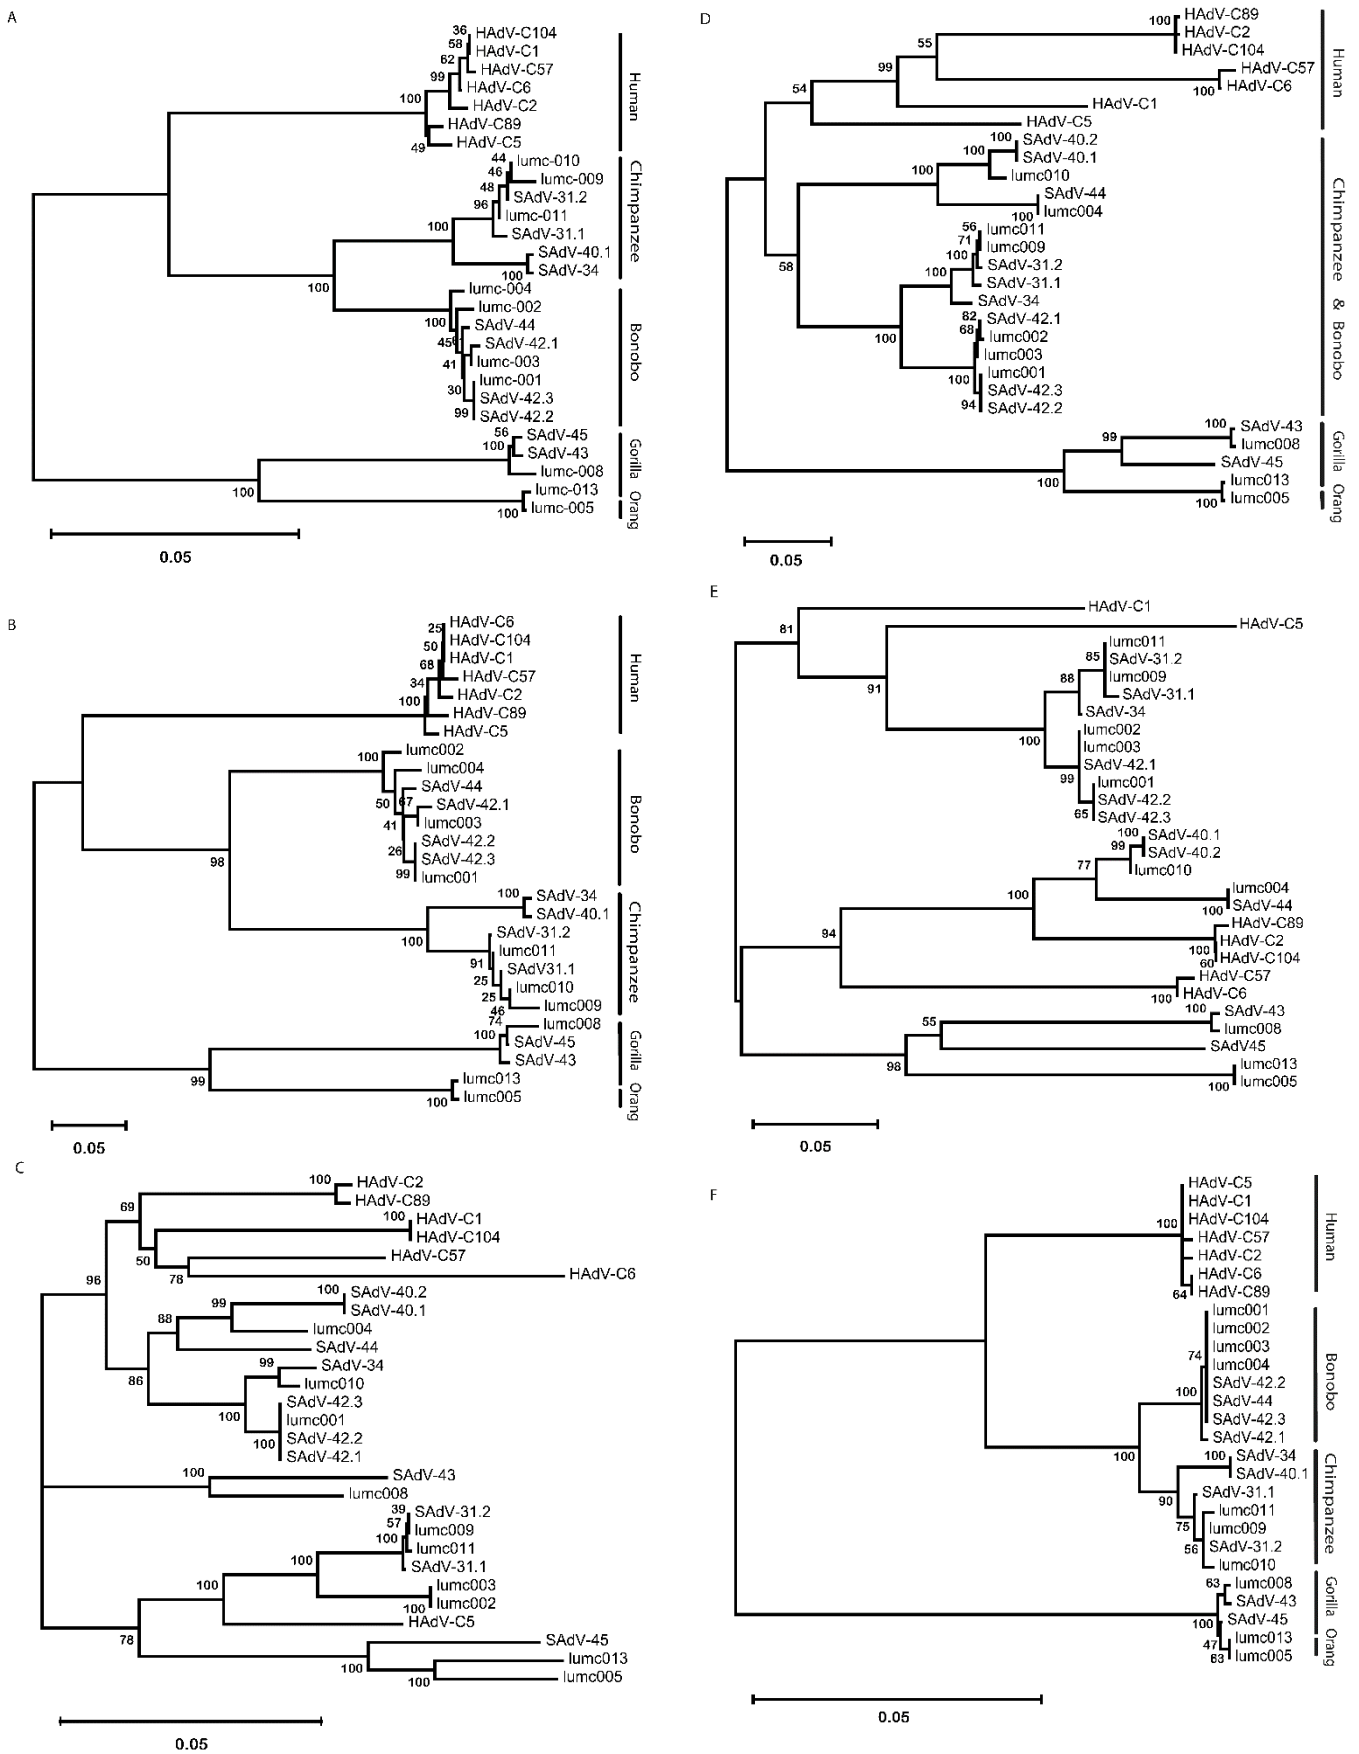 A
36
HAdV-C104
58
HAdV-C1
62
HAdV-C57
99
HAdV-C6
100
HAdV-C2
HAdV-C89
49
HAdV-C5
Human
44
lumc-010
46
lumc-009
48
SAdV-31.2
96
lumc-011
100
SAdV-31.1
SAdV-40.1
100
SAdV-34
100
Chimpanzee
lumc-004
lumc-002
100
SAdV-44
45
SAdV-42.1
41
lumc-003
lumc-001
30
SAdV-42.3
99
SAdV-42.2
Bonobo
56
SAdV-45
100
SAdV-43
lumc-008
Gorilla
100
lumc-013
100
lumc-005
Orang
0.05
B
HAdV-C6
25
HAdV-C104
50
HAdV-C1
68
HAdV-C57
34
HAdV-C2
100
HAdV-C89
HAdV-C5
Human
100
lumc002
lumc004
SAdV-44
50
67
SAdV-42.1
41
lumc003
SAdV-42.2
26
SAdV-42.3
99
lumc001
98
Bonobo
100
SAdV-34
SAdV-40.1
100
SAdV-31.2
lumc011
91
SAdV31.1
25
lumc010
25
lumc009
46
Chimpanzee
74
lumc008
100
SAdV-45
SAdV-43
Gorilla
99
lumc013
100
lumc005
Orang
0.05
C
100
HAdV-C2
HAdV-C89
69
100
HAdV-C1
HAdV-C104
50
HAdV-C57
78
HAdV-C6
96
100
SAdV-40.2
99
SAdV-40.1
88
lumc004
SAdV-44
86
99
SAdV-34
lumc010
100
SAdV-42.3
lumc001
100
SAdV-42.2
SAdV-42.1
100
SAdV-43
lumc008
39
SAdV-31.2
57
lumc009
100
lumc011
100
SAdV-31.1
100
lumc003
100
lumc002
HAdV-C5
78
SAdV-45
100
lumc013
100
lumc005
0.05
D
100
HAdV-C89
HAdV-C2
55
HAdV-C104
99
HAdV-C57
100
HAdV-C6
54
HAdV-C1
HAdV-C5
Human
100
SAdV-40.2
100
SAdV-40.1
100
lumc010
SAdV-44
100
lumc004
58
56
lumc011
71
lumc009
100
SAdV-31.2
100
SAdV-31.1
SAdV-34
100
82
SAdV-42.1
68
lumc002
lumc003
100
lumc001
SAdV-42.3
94
SAdV-42.2
Chimpanzee & Bonobo
100
SAdV-43
99
lumc008
SAdV-45
100
Gorilla
lumc013
100
lumc005
Orang
0.05
E
HAdV-C1
81
HAdV-C5
91
lumc011
85
SAdV-31.2
88
lumc009
SAdV-31.1
SAdV-34
100
lumc002
lumc003
SAdV-42.1
99
lumc001
SAdV-42.2
65
SAdV-42.3
100
SAdV-40.1
99
SAdV-40.2
77
lumc010
100
lumc004
100
SAdV-44
94
HAdV-C89
100
HAdV-C2
60
HAdV-C104
HAdV-C57
100
HAdV-C6
100
SAdV-43
55
lumc008
SAdV45
98
lumc013
100
lumc005
0.05
F
HAdV-C5
HAdV-C1
100
HAdV-C104
HAdV-C57
HAdV-C2
HAdV-C6
64
HAdV-C89
Human
lumc001
lumc002
lumc003
74
lumc004
SAdV-42.2
100
SAdV-44
SAdV-42.3
SAdV-42.1
100
Bonobo
100
SAdV-34
SAdV-40.1
90
SAdV-31.1
lumc011
75
lumc009
56
SAdV-31.2
lumc010
Chimpanzee
63
lumc008
SAdV-43
100
SAdV-45
Gorilla
47
lumc013
63
lumc005
Orang
0.05